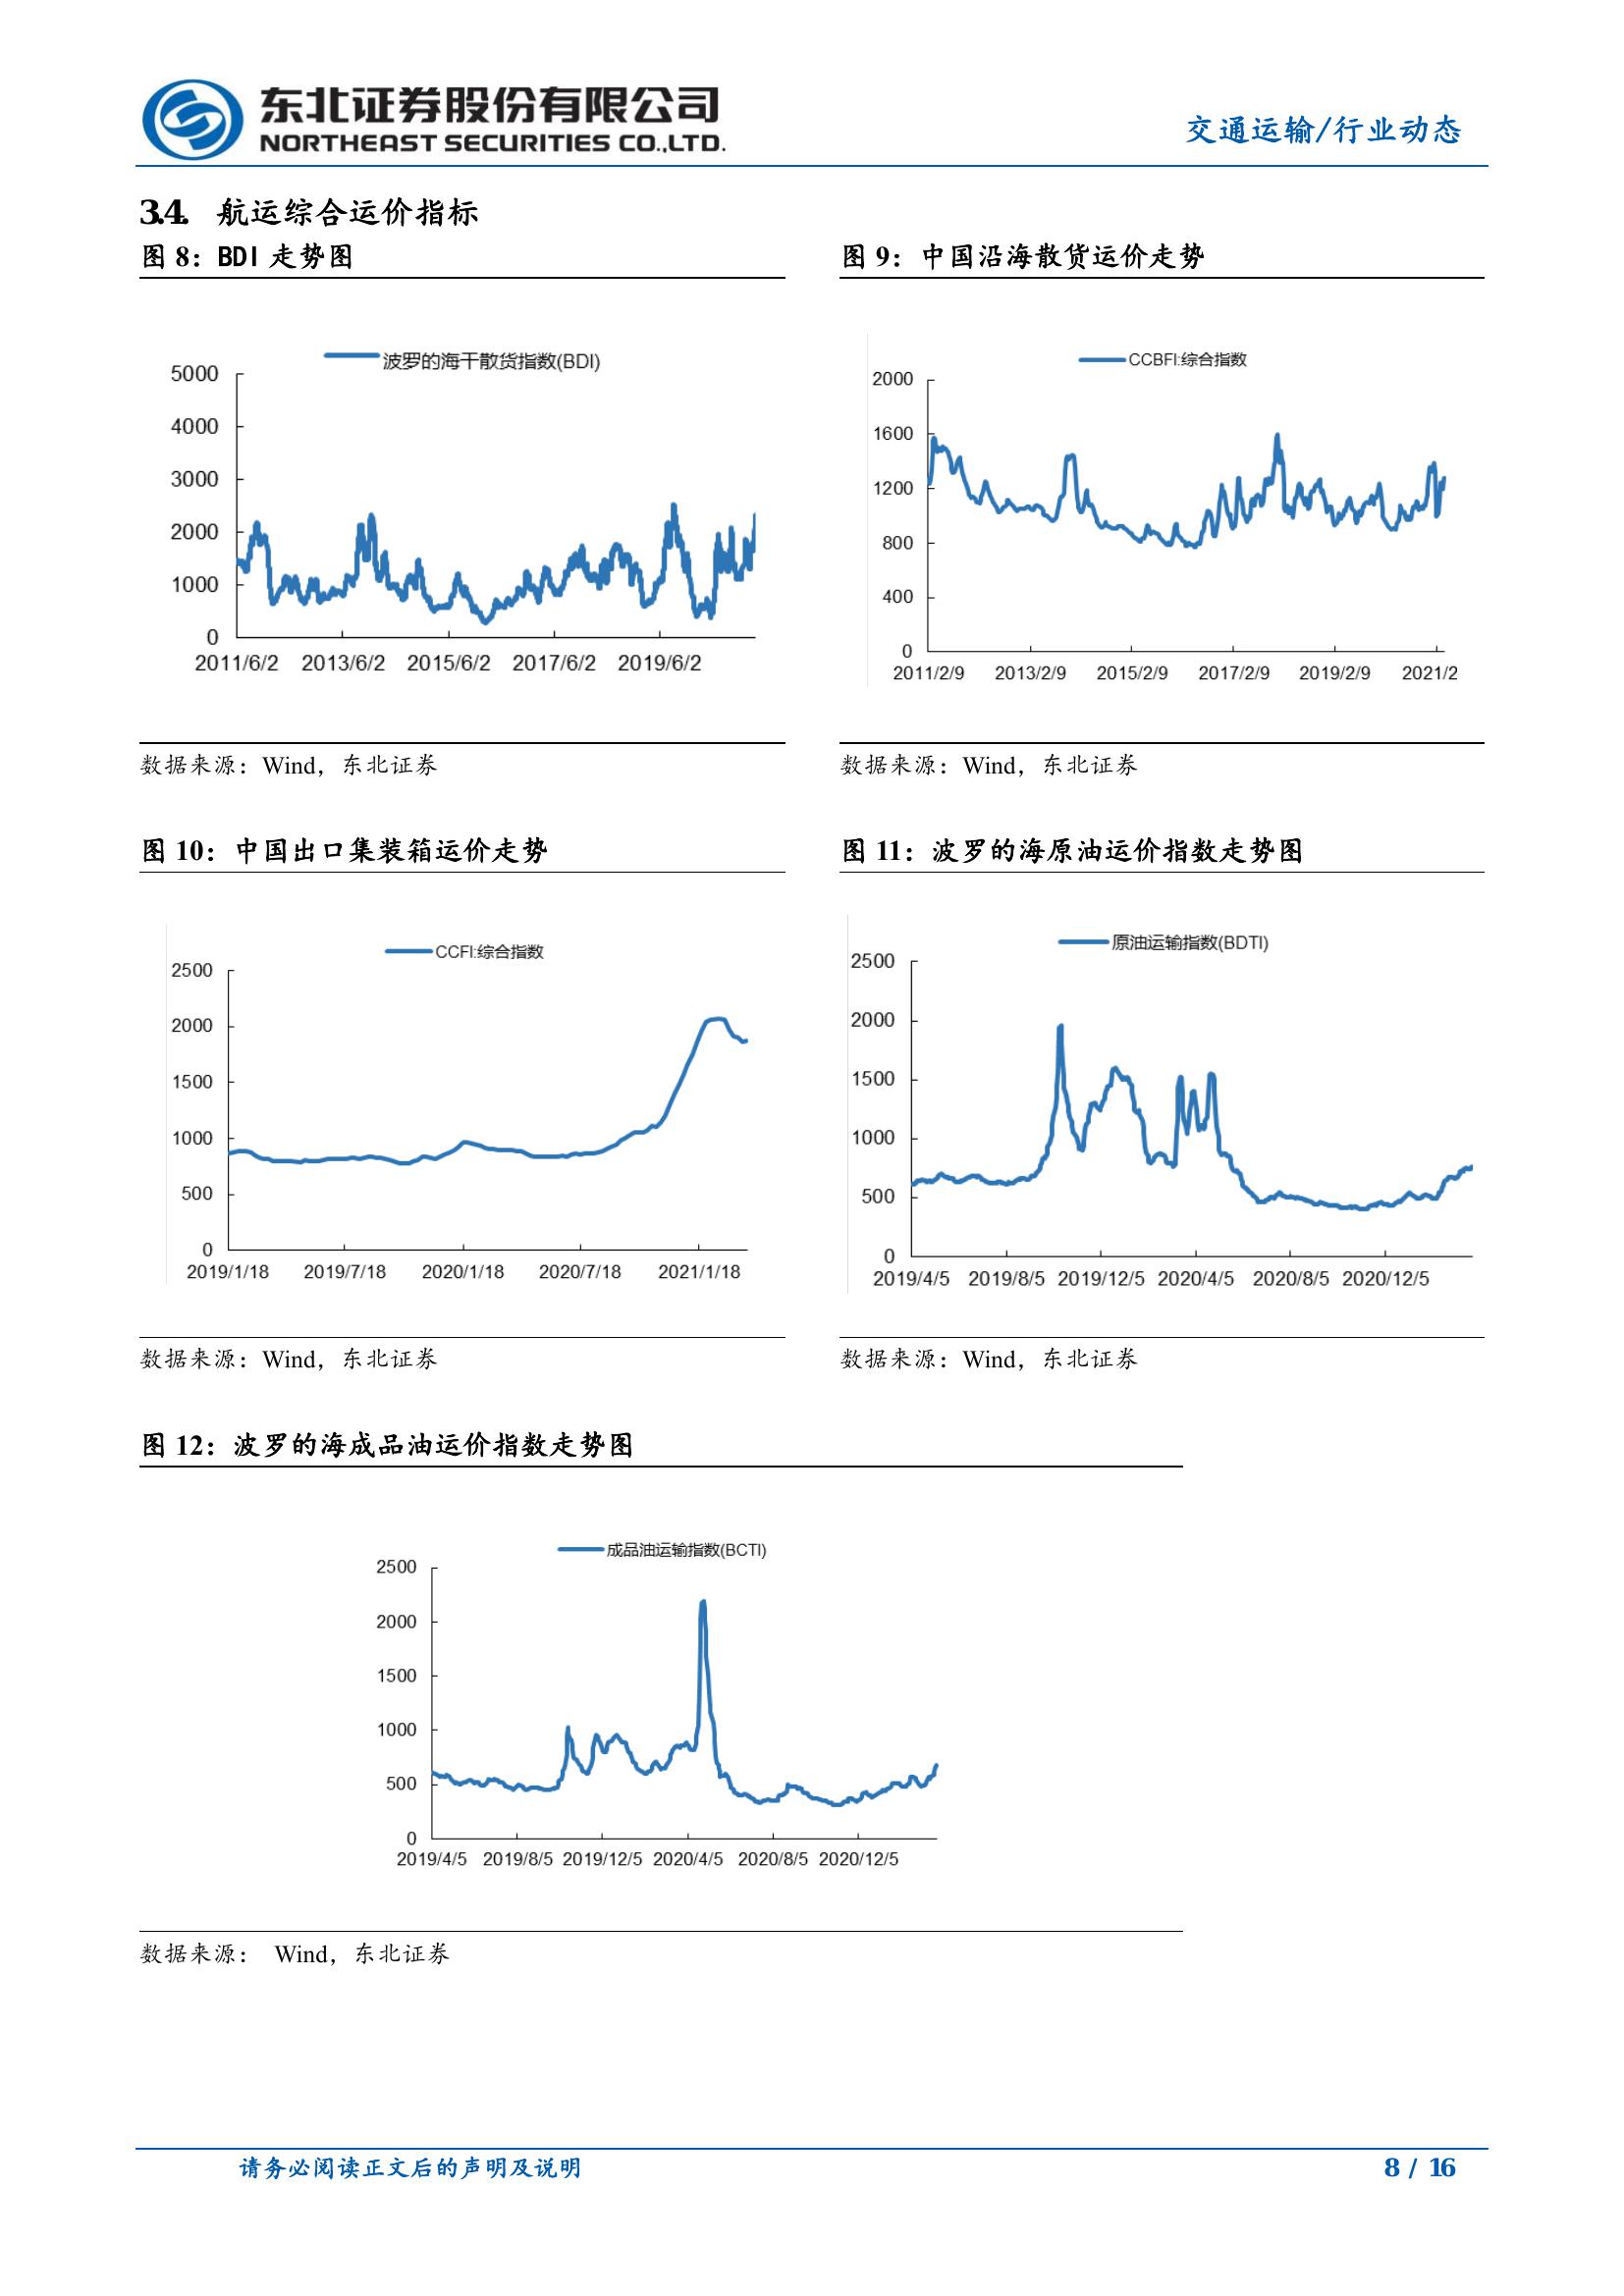 东北证券股份有限公司
NORTHEAST SECURITIES CO.,LTD.
交通运输/行业动态
3.4. 航运综合运价指标
图 8：BDI 走势图
波罗的海干散货指数(BDI)
5000
4000
3000
2000
1000
0
2011/6/2 2013/6/2 2015/6/2 2017/6/2 2019/6/2
数据来源：Wind，东北证券
图 9：中国沿海散货运价走势
CCBFI:综合指数
2000
1600
1200
800
400
0
2011/2/9 2013/2/9 2015/2/9 2017/2/9 2019/2/9 2021/2
数据来源：Wind，东北证券
图 10：中国出口集装箱运价走势
CCFI:综合指数
2500
2000
1500
1000
500
0
2019/1/18 2019/7/18 2020/1/18 2020/7/18 2021/1/18
数据来源：Wind，东北证券
图 11：波罗的海原油运价指数走势图
原油运输指数(BDTI)
2500
2000
1500
1000
500
0
2019/4/5 2019/8/5 2019/12/5 2020/4/5 2020/8/5 2020/12/5
数据来源：Wind，东北证券
图 12：波罗的海成品油运价指数走势图
成品油运输指数(BCTI)
2500
2000
1500
1000
500
0
2019/4/5 2019/8/5 2019/12/5 2020/4/5 2020/8/5 2020/12/5
数据来源： Wind，东北证券
请务必阅读正文后的声明及说明
8 / 16